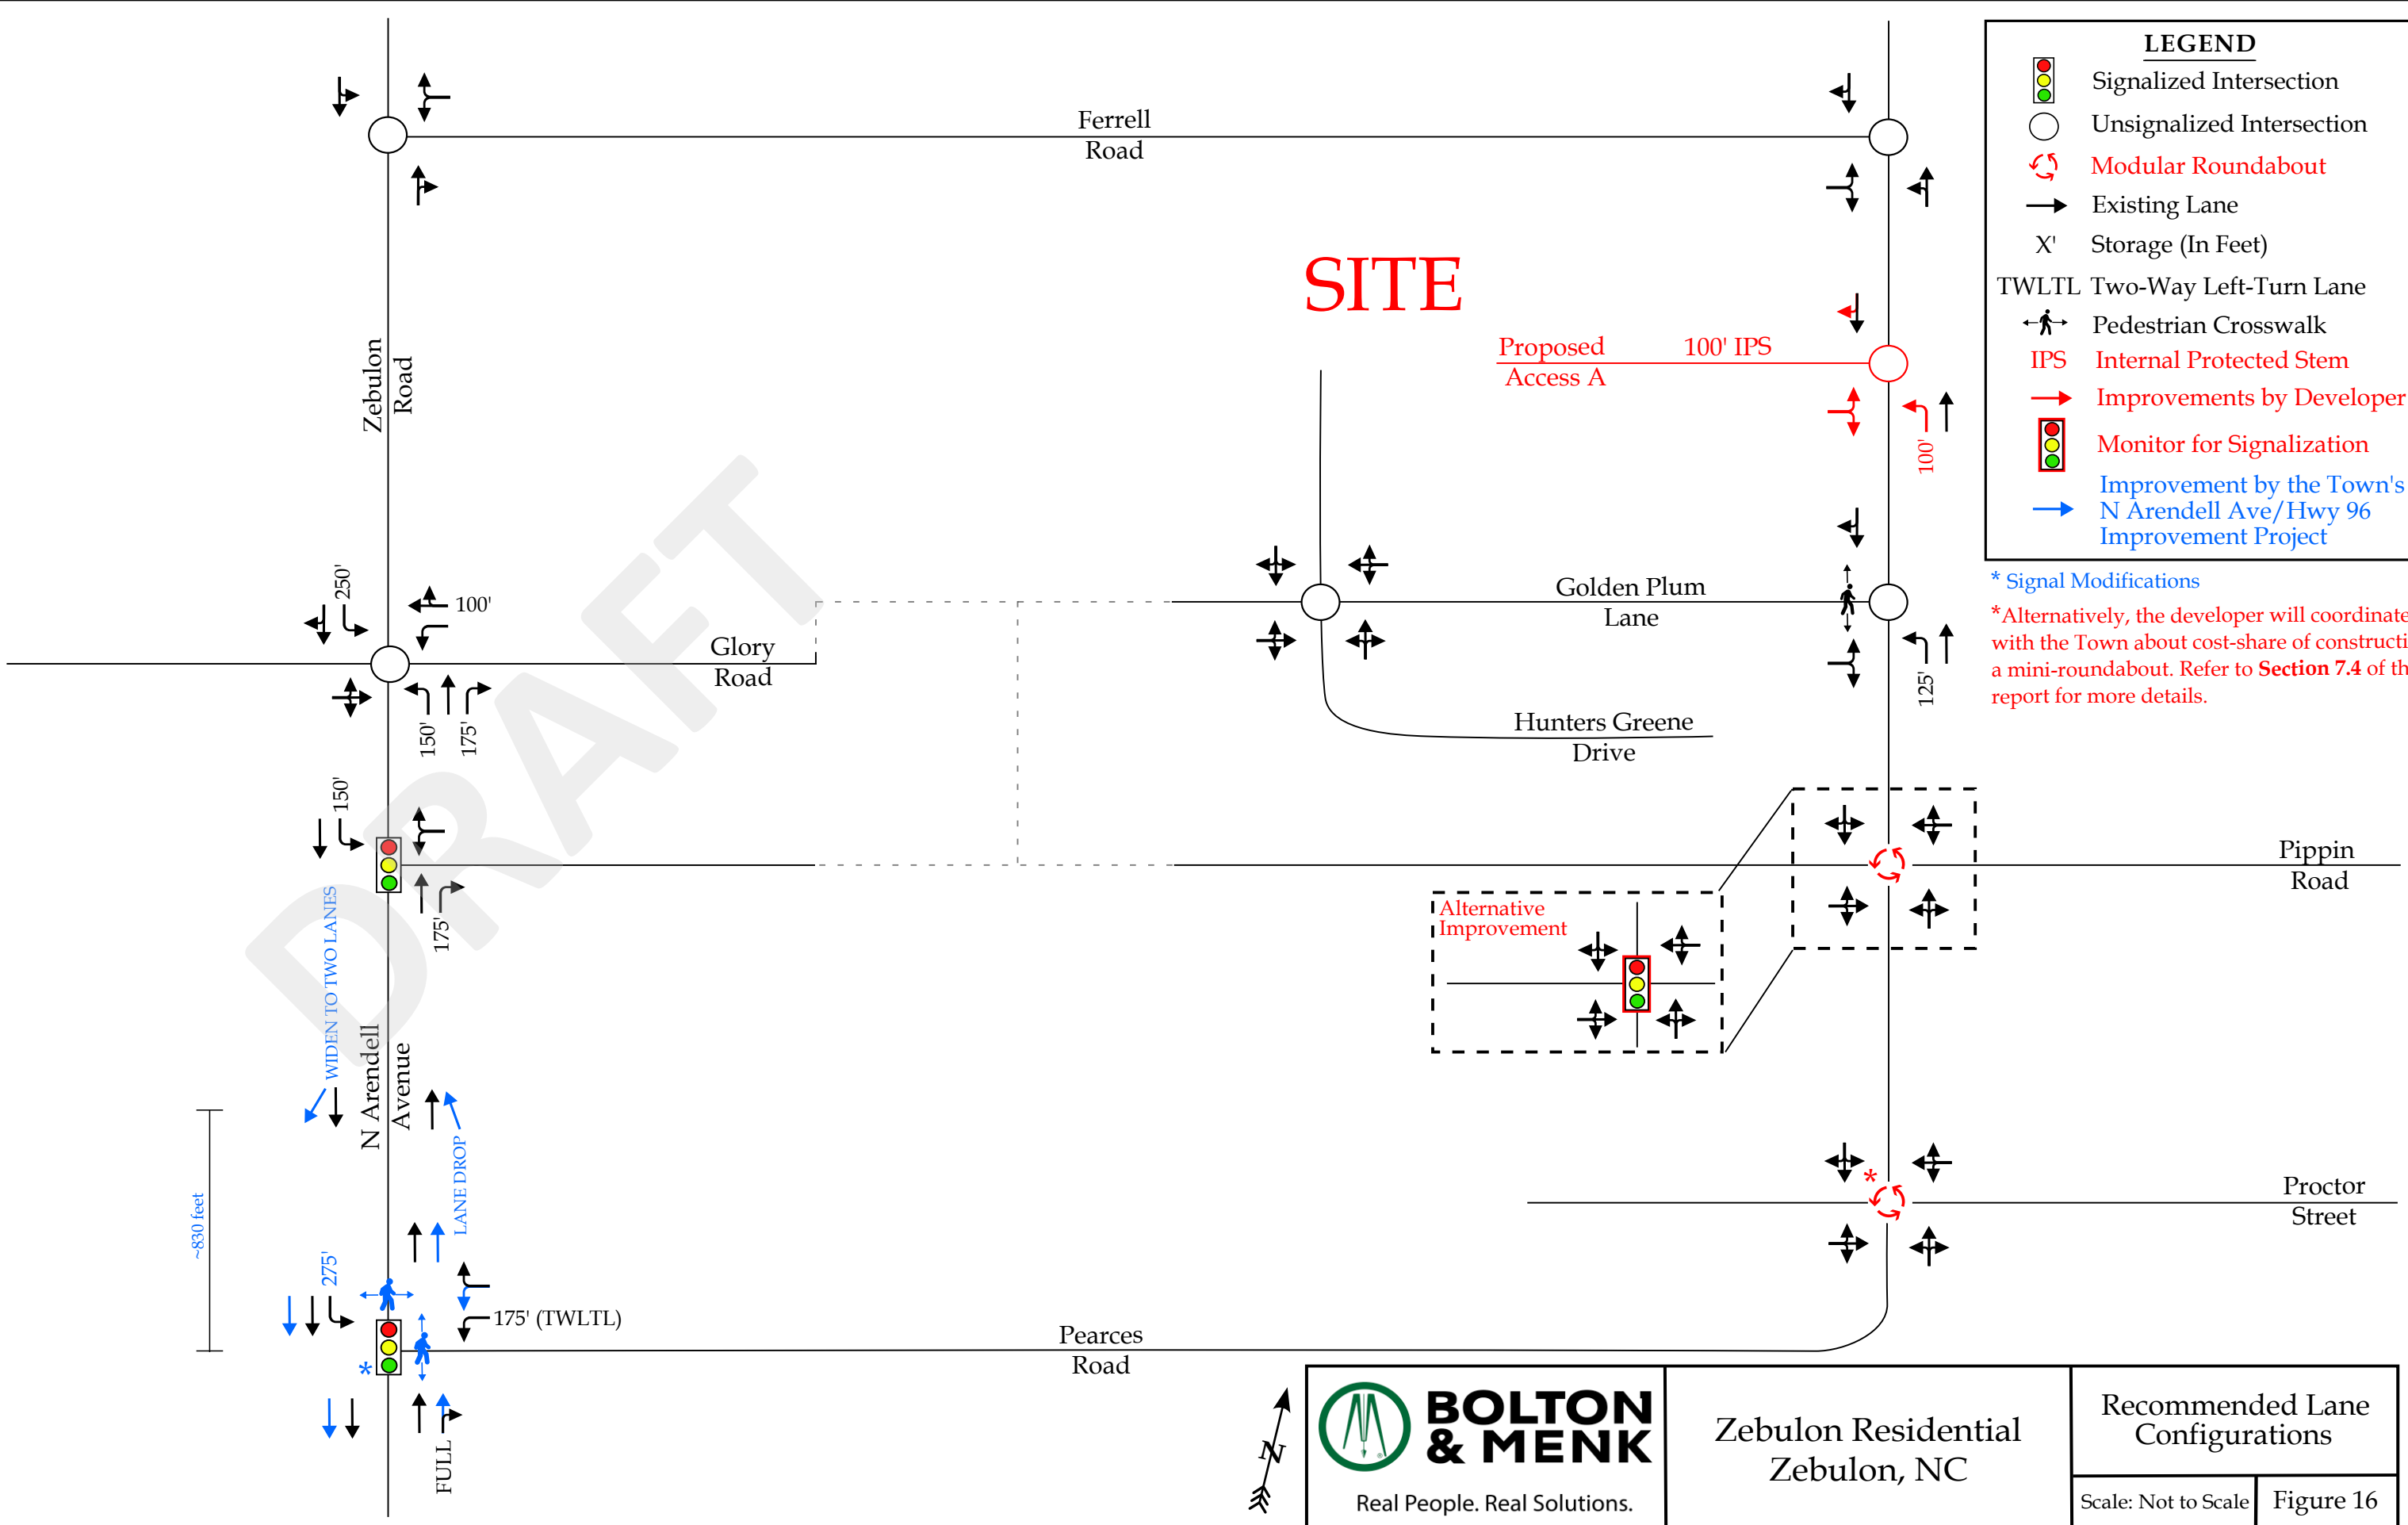 LEGEND
Signalized Intersection
Unsignalized Intersection
Modular Roundabout
Existing Lane
X' Storage (In Feet)
TWLTL Two-Way Left-Turn Lane
Pedestrian Crosswalk
IPS Internal Protected Stem
Improvements by Developer
Monitor for Signalization
Improvement by the Town's
N Arendell Ave/Hwy 96
Improvement Project
* Signal Modifications
*Alternatively, the developer will coordinate
with the Town about cost-share of
a mini-roundabout. Refer to Section 7.4 of
report for more details.
Ferrell
Road
SITE
Zebulon
Road
Proposed 100' IPS
Access A
100'
250'
100'
Glory
Road
150'
175'
Golden Plum
Lane
125'
Hunters Greene
Drive
150'
175'
Pippin
Road
Alternative
Improvement
WIDEN TO TWO LANES
N Arendell
Avenue
LANE DROP
~830 feet
275'
175' (TWLTL)
*
*
Proctor
Street
Pearces
Road
FULL
N
DRAFT
BOLTON
& MENK
Real People. Real Solutions.
Zebulon Residential
Zebulon, NC
Recommended Lane
Configurations
Scale: Not to Scale
Figure 16